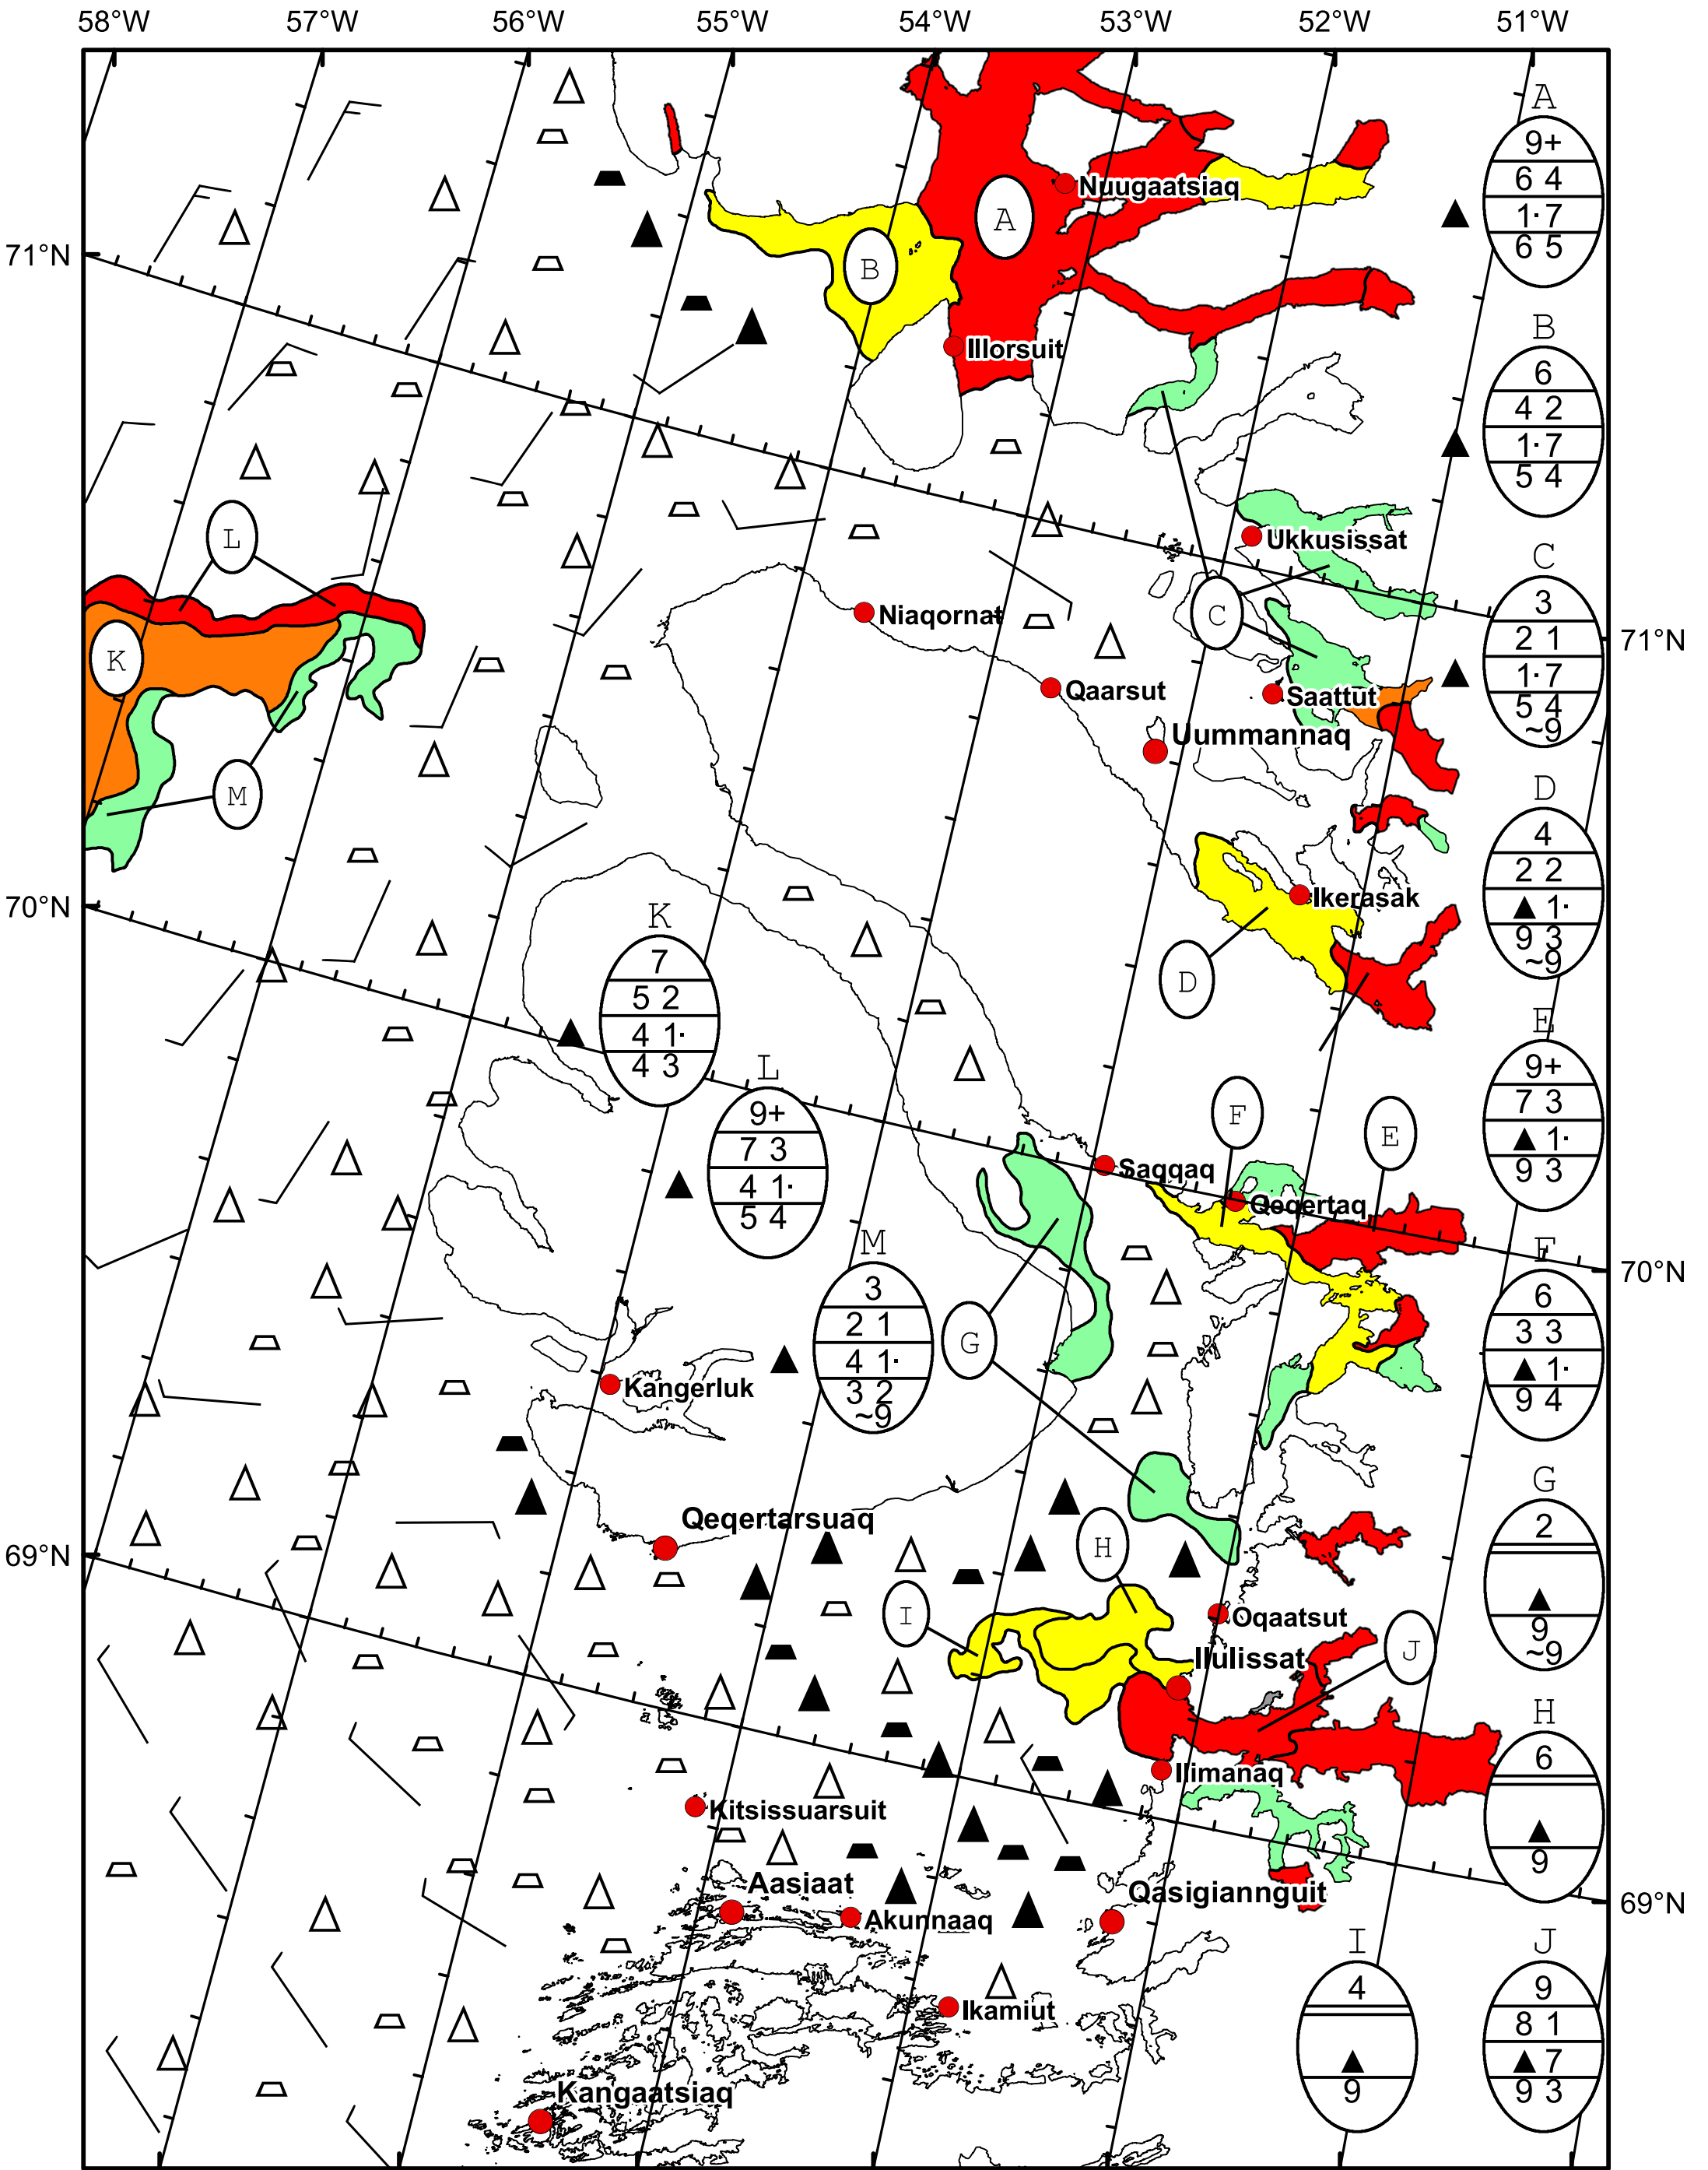 58°W 57°W 56°W 55°W 54°W 53°W 52°W 51°W
A
9+
6 4
1· 7
6 5
Nuugaatsiaq
A
71°N
B
B
6
4 2
1· 7
5 4
Illorsuit
L
Ukkusissat
C
3
2 1
1· 7
5 4
~9
Niaqornat
C
71°N
K
Qaarsut
Saattut
Uummannaq
M
D
4
2 2
1·
9 3
~9
Ikerasak
70°N
K
7
5 2
4 1·
4 3
D
E
9+
7 3
1·
9 3
L
9+
7 3
4 1·
5 4
F
E
Saqqaq
Qeqertaq
70°N
M
3
2 1
4 1·
3 2
~9
G
F
6
3 3
1·
9 4
Kangerluk
G
2
9
~9
Qeqertarsuaq
69°N
H
I
Oqaatsut
Ilulissat
J
H
6
9
Ilimanaq
Kitsissuarsuit
Aasiaat
Akunnaaq
Qasigiannguit
69°N
I
4
9
J
9
8 1
7
9 3
Ikamiut
Kangaatsiaq